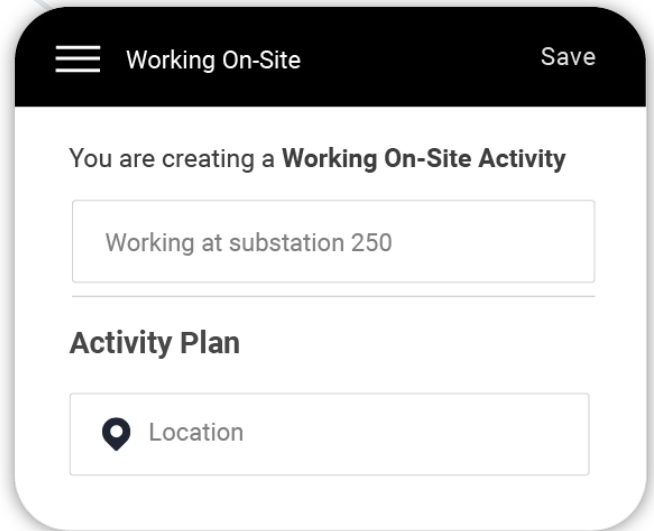 Working On-Site
Save
You are creating a Working On-Site Activity
Working at substation 250
Activity Plan
Location